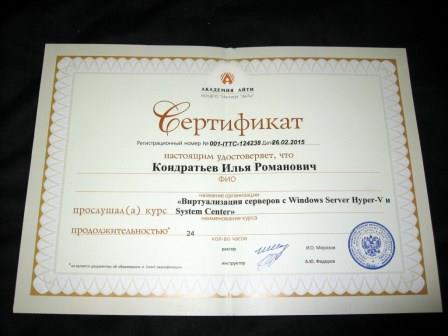 АКАДЕМИЯ АЙТИ
Сертификат
Регистрационный номер № 001-ITTC-124239 Дата 26.02.2015
настоящим удостоверяет, что
Кондратьев Илья Романович
ФИО
название организации
прослушал(а) курс «Виртуализация серверов с Windows Server Hyper-V и
System Center»
наименование курса
продолжительностью* 24
кол-во часов
ректор И.О. Морозов
инструктор А.Ю. Федоров